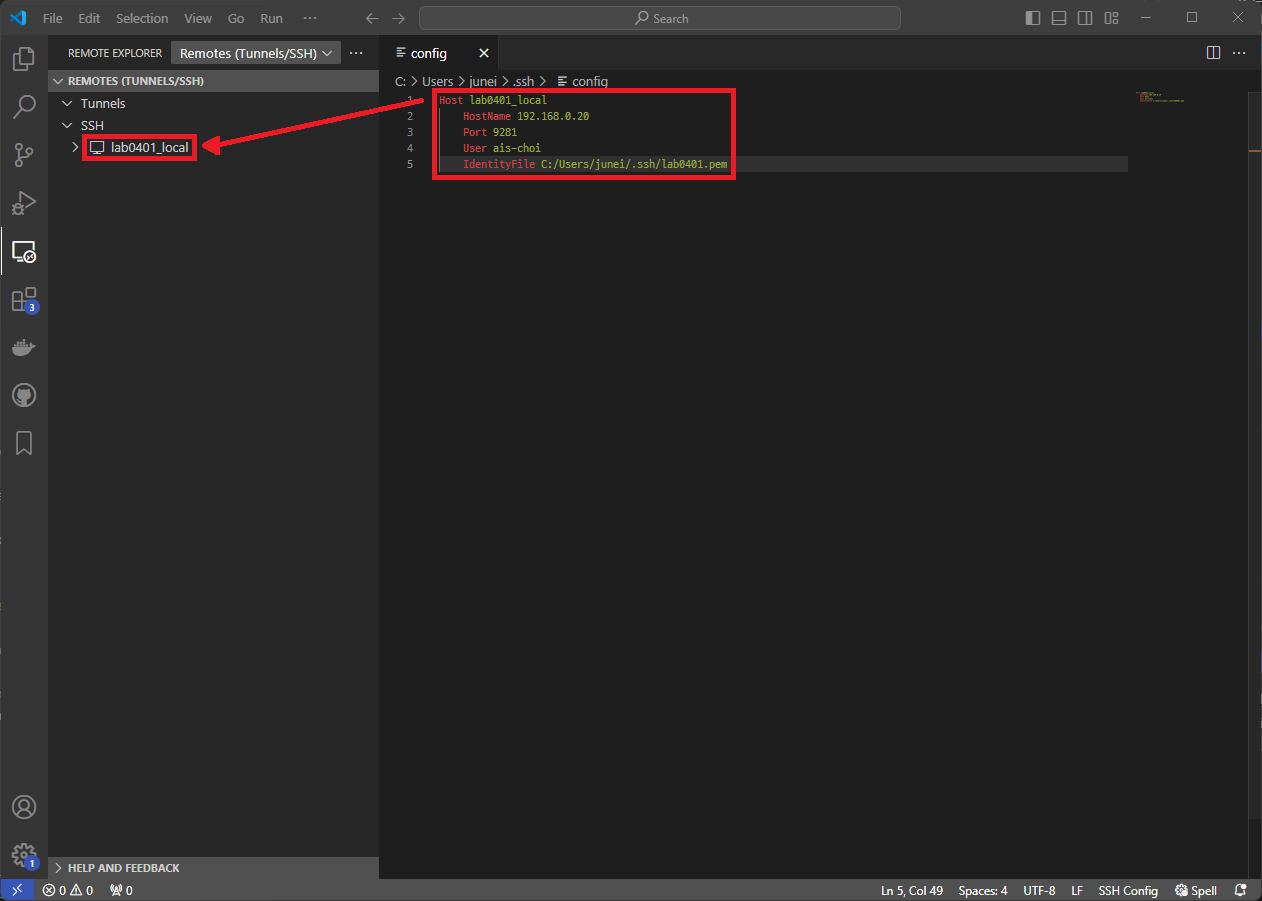 File Edit Selection View Go Run ··· Search
REMOTE EXPLORER Remotes (Tunnels/SSH) ···
REMOTES (TUNNELS/SSH)
Tunnels
SSH
lab0401_local
config
C: > Users > junei > .ssh > config
1 Host lab0401_local
2 HostName 192.168.0.20
3 Port 9281
4 User ais-choi
5 IdentityFile C:/Users/junei/.ssh/lab0401.pem
3
1
HELP AND FEEDBACK
0 0 0 Ln 5, Col 49 Spaces: 4 UTF-8 LF SSH Config Spell